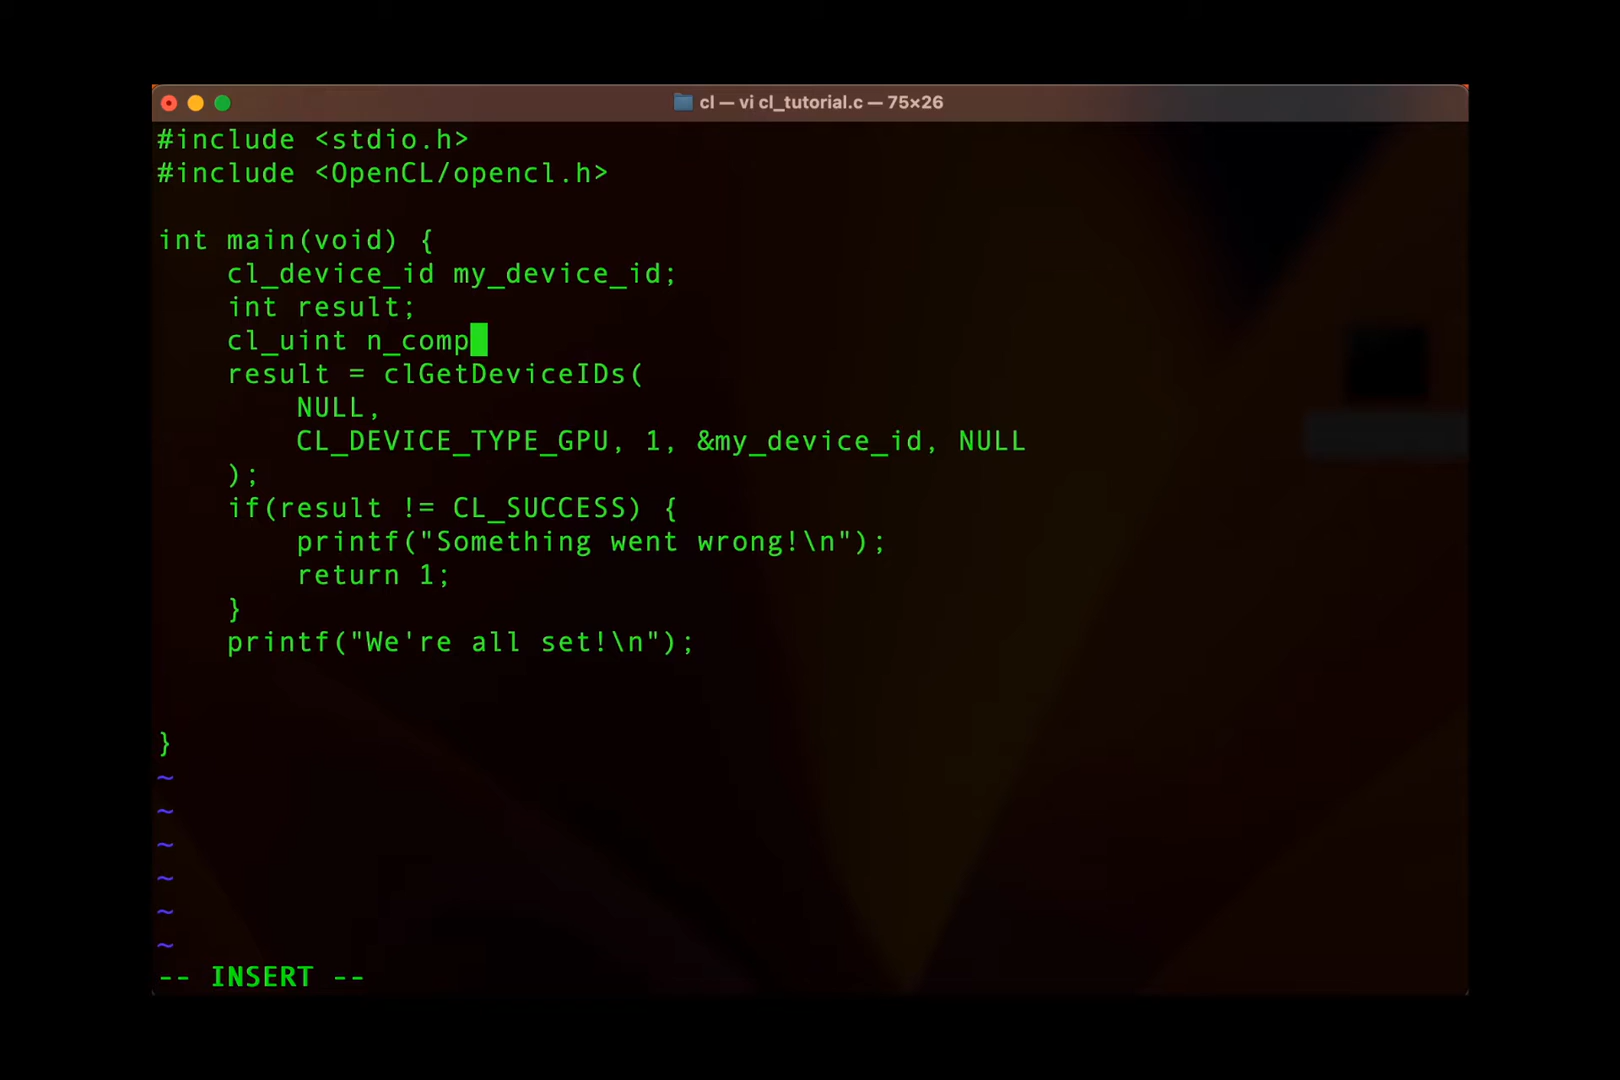 cl — vi cl_tutorial.c — 75×26
#include <stdio.h>
#include <OpenCL/opencl.h>
int main(void) {
    cl_device_id my_device_id;
    int result;
    cl_uint n_comp
    result = clGetDeviceIDs(
        NULL,
        CL_DEVICE_TYPE_GPU, 1, &my_device_id, NULL
    );
    if(result != CL_SUCCESS) {
        printf("Something went wrong!\n");
        return 1;
    }
    printf("We're all set!\n");
}
~
~
~
~
~
~
-- INSERT --